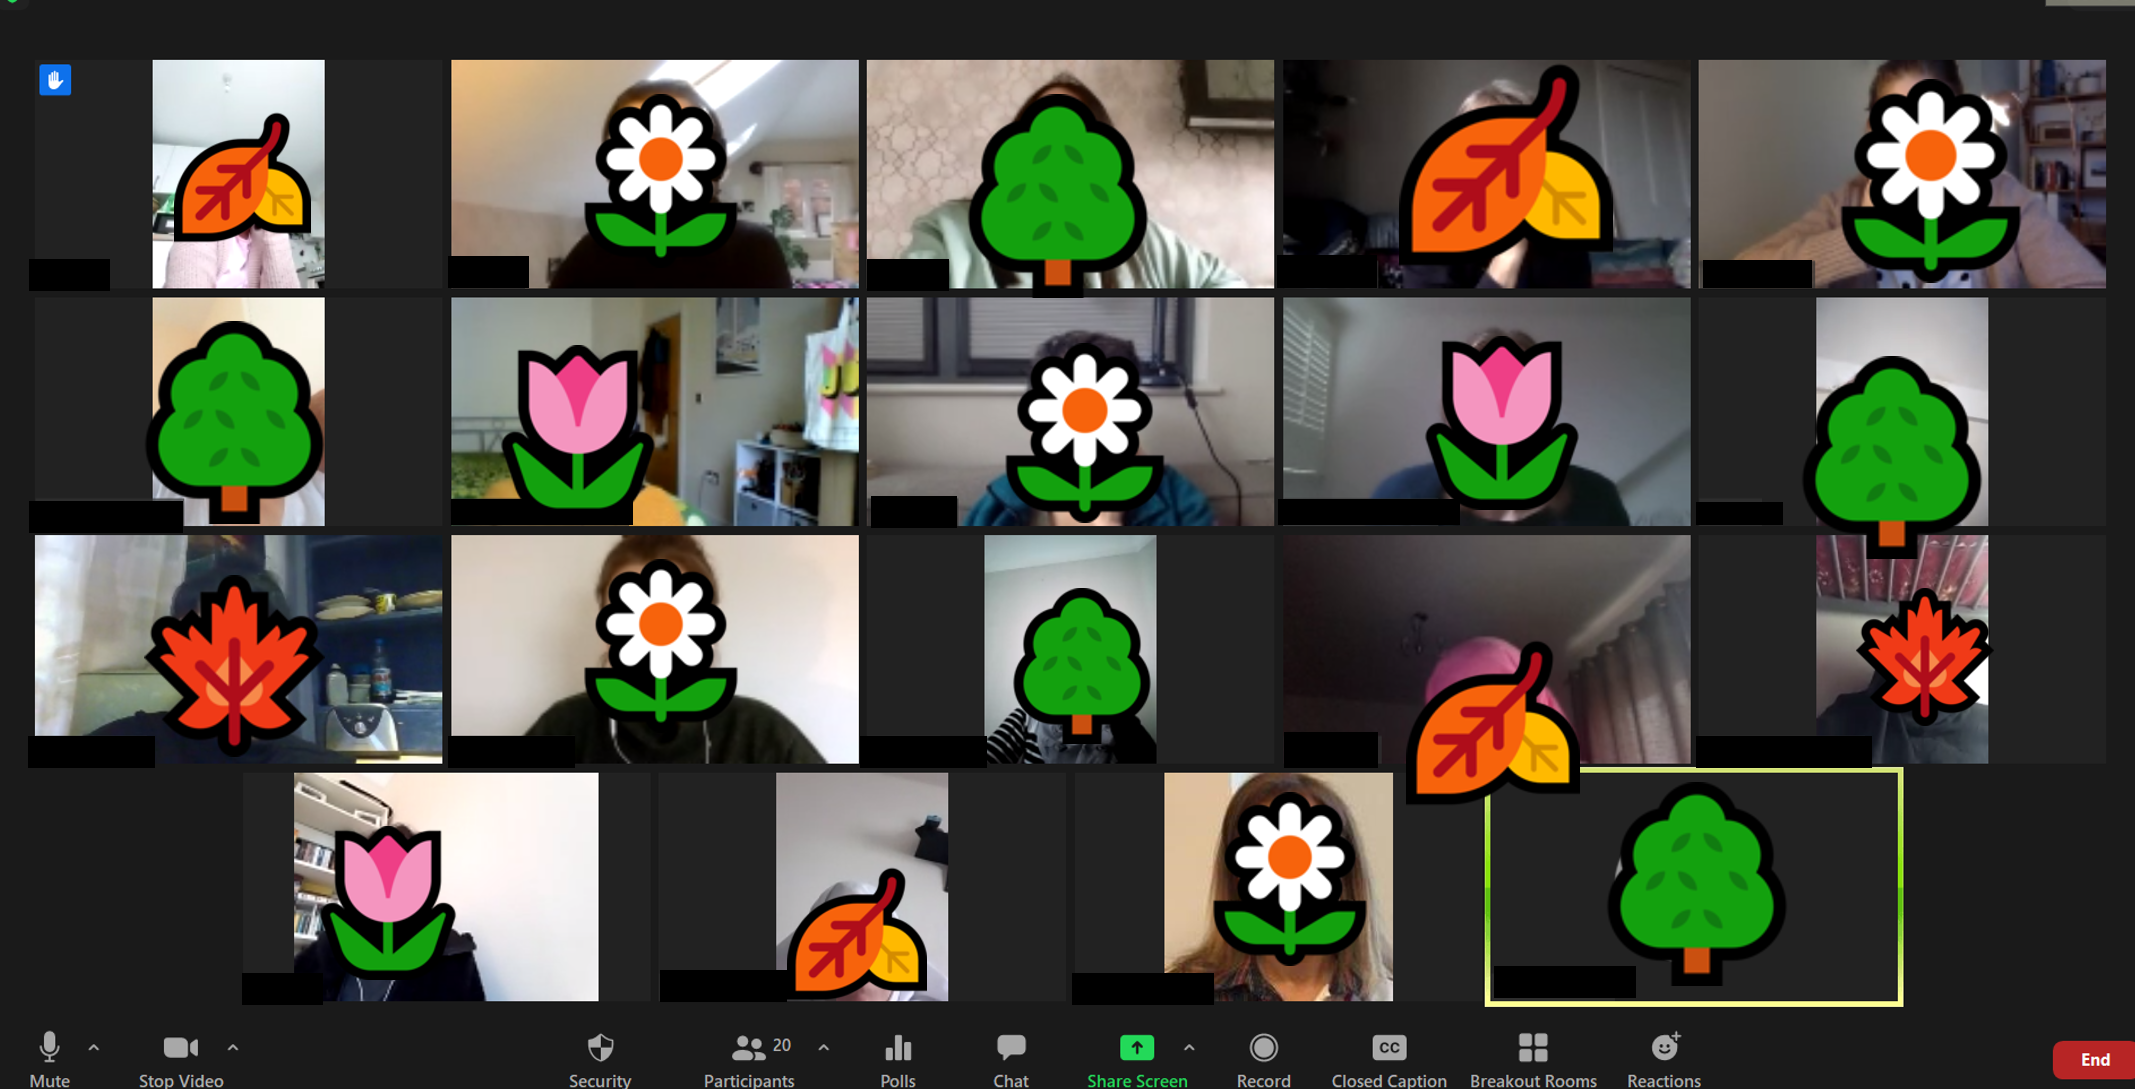 CC
20
Mute
Stop Video
Security
Participants
Polls
Chat
Share Screen
Record
Closed Caption
Breakout Rooms
Reactions
End